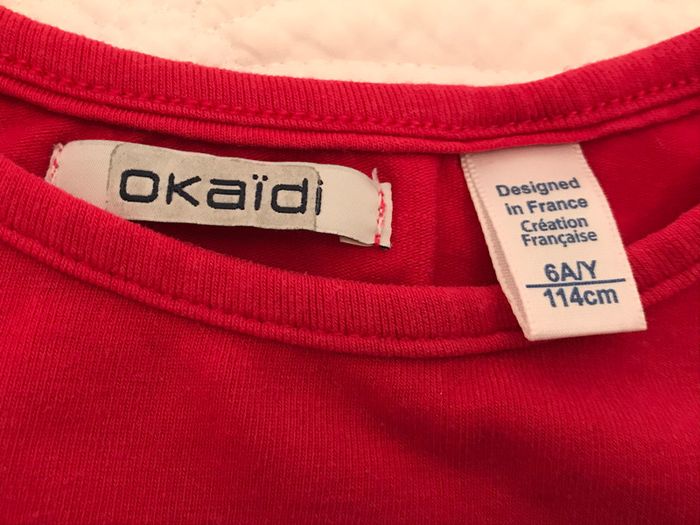 OKaïdi
Designed
in France
Création
Française
6A/Y
114cm